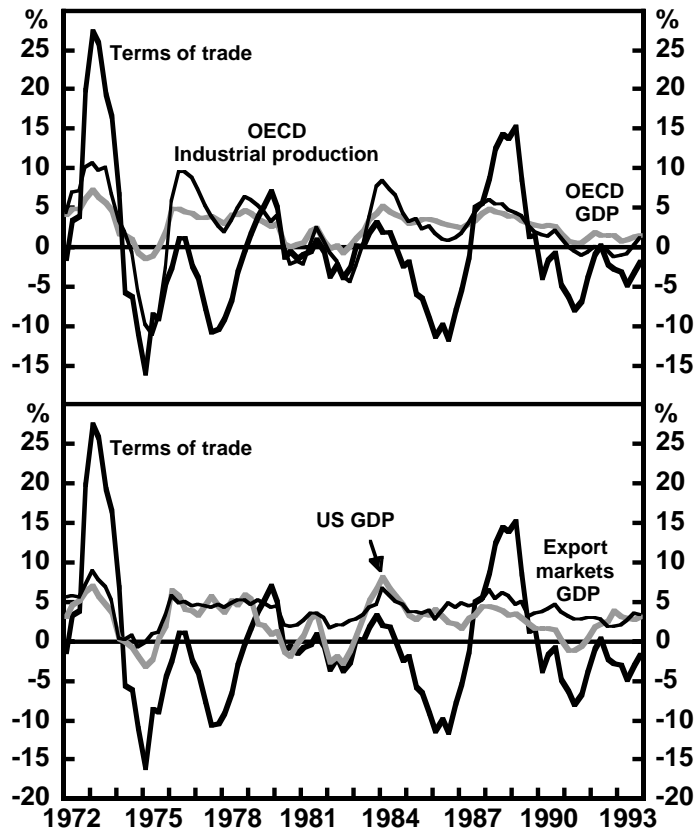 % %
25 25
Terms of trade
20 20
15 15
OECD
Industrial production
10 10
OECD
GDP
5 5
0 0
-5 -5
-10 -10
-15 -15
% %
25 25
Terms of trade
20 20
15 15
US GDP
10 10
Export
markets
GDP
5 5
0 0
-5 -5
-10 -10
-15 -15
-20 -20
1972 1975 1978 1981 1984 1987 1990 1993